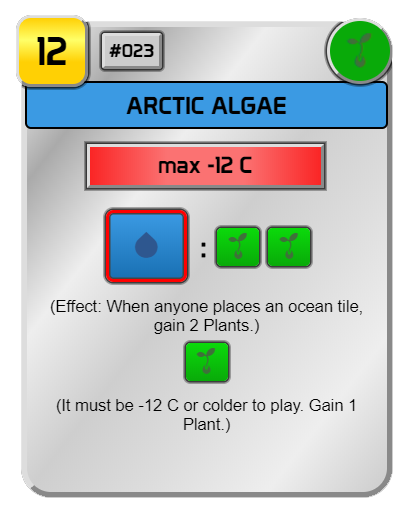 12
#023
ARCTIC ALGAE
max -12 C
:
(Effect: When anyone places an ocean tile,
gain 2 Plants.)
(It must be -12 C or colder to play. Gain 1
Plant.)